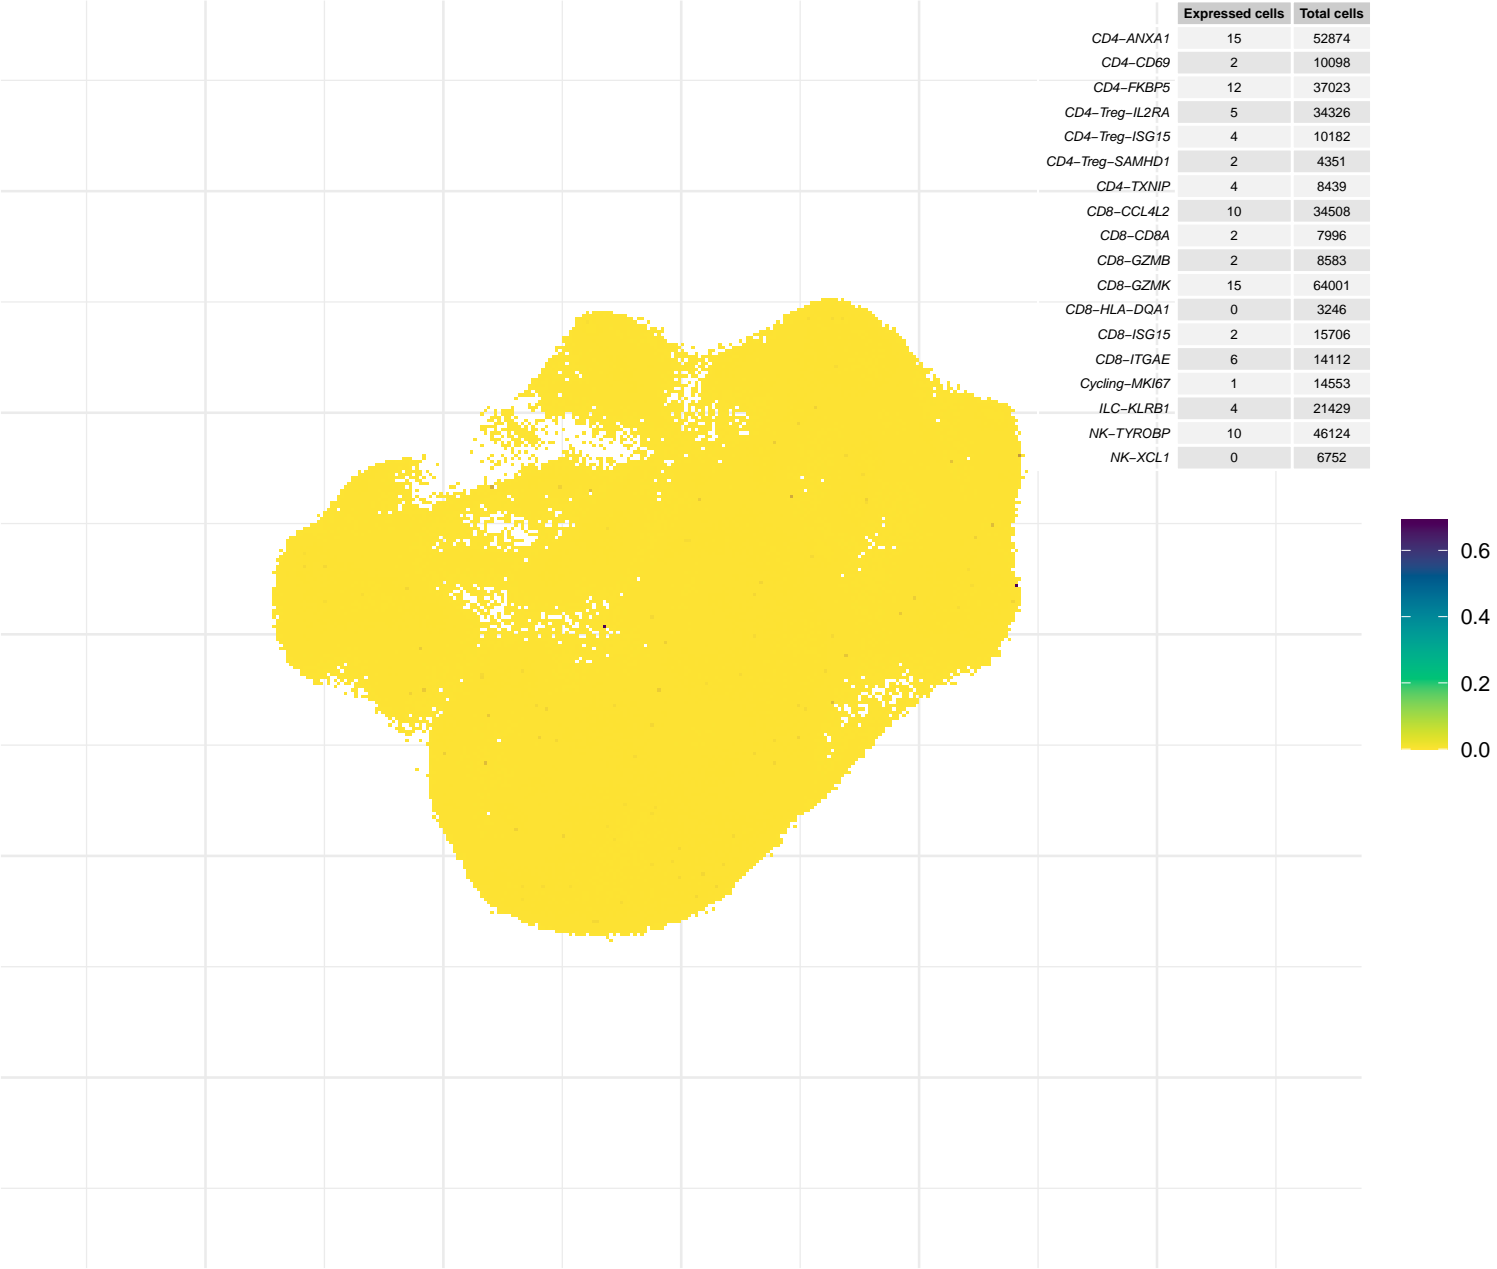 Expressed cells Total cells
CD4−ANXA1 15 52874
CD4−CD69 2 10098
CD4−FKBP5 12 37023
CD4−Treg−IL2RA 5 34326
CD4−Treg−ISG15 4 10182
CD4−Treg−SAMHD1 2 4351
CD4−TXNIP 4 8439
CD8−CCL4L2 10 34508
CD8−CD8A 2 7996
CD8−GZMB 2 8583
CD8−GZMK 15 64001
CD8−HLA−DQA1 0 3246
CD8−ISG15 2 15706
CD8−ITGAE 6 14112
Cycling−MKI67 1 14553
ILC−KLRB1 4 21429
NK−TYROBP 10 46124
NK−XCL1 0 6752
0.6
0.4
0.2
0.0